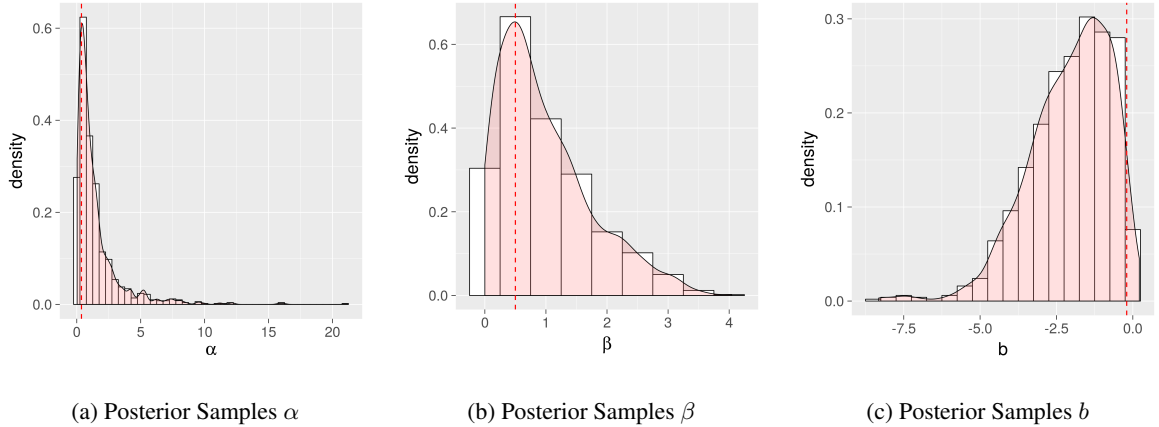 density
0.6
0.4
0.2
0.0
0 5 10 15 20
α
(a) Posterior Samples α
density
0.6
0.4
0.2
0.0
0 1 2 3 4
β
(b) Posterior Samples β
density
0.3
0.2
0.1
0.0
-7.5 -5.0 -2.5 0.0
b
(c) Posterior Samples b